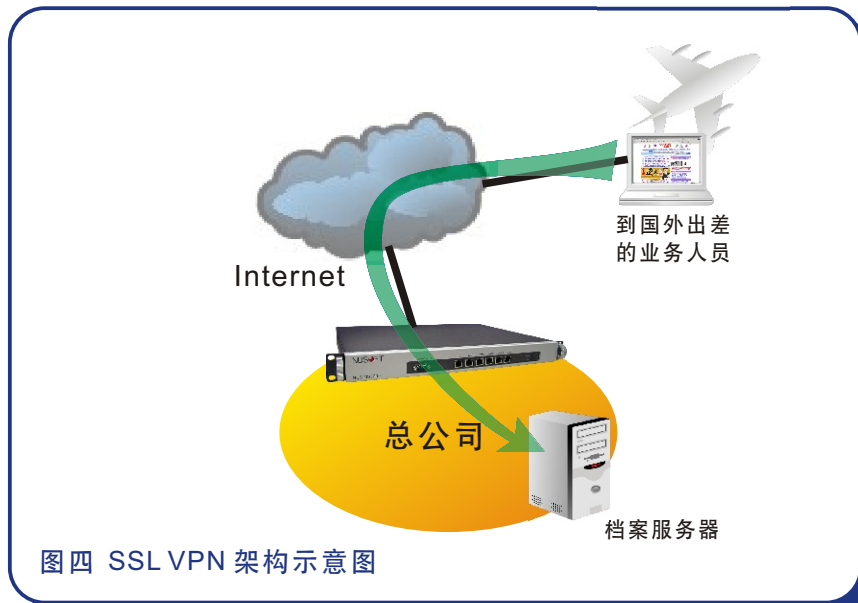 到国外出差
的业务人员
Internet
NUSOFT
总公司
档案服务器
图四 SSL VPN 架构示意图